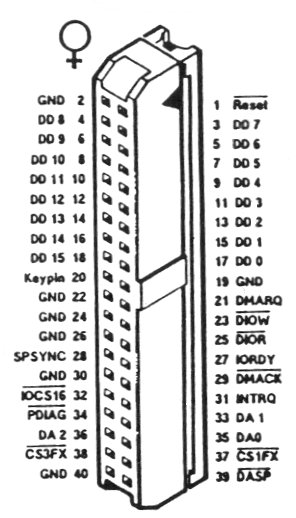 GND 2
DD 8 4
DD 9 6
DD 10 8
DD 11 10
DD 12 12
DD 13 14
DD 14 16
DD 15 18
Keypin 20
GND 22
GND 24
GND 26
SPSYNC 28
GND 30
IOCS16 32
PDIAG 34
DA 2 36
CS3FX 38
GND 40
1 Reset
3 DD 7
5 DD 6
7 DD 5
9 DD 4
11 DD 3
13 DD 2
15 DD 1
17 DD 0
19 GND
21 DMARQ
23 DIOW
25 DIOR
27 IORDY
29 DMACK
31 INTRQ
33 DA 1
35 DA0
37 CS1FX
39 DASP